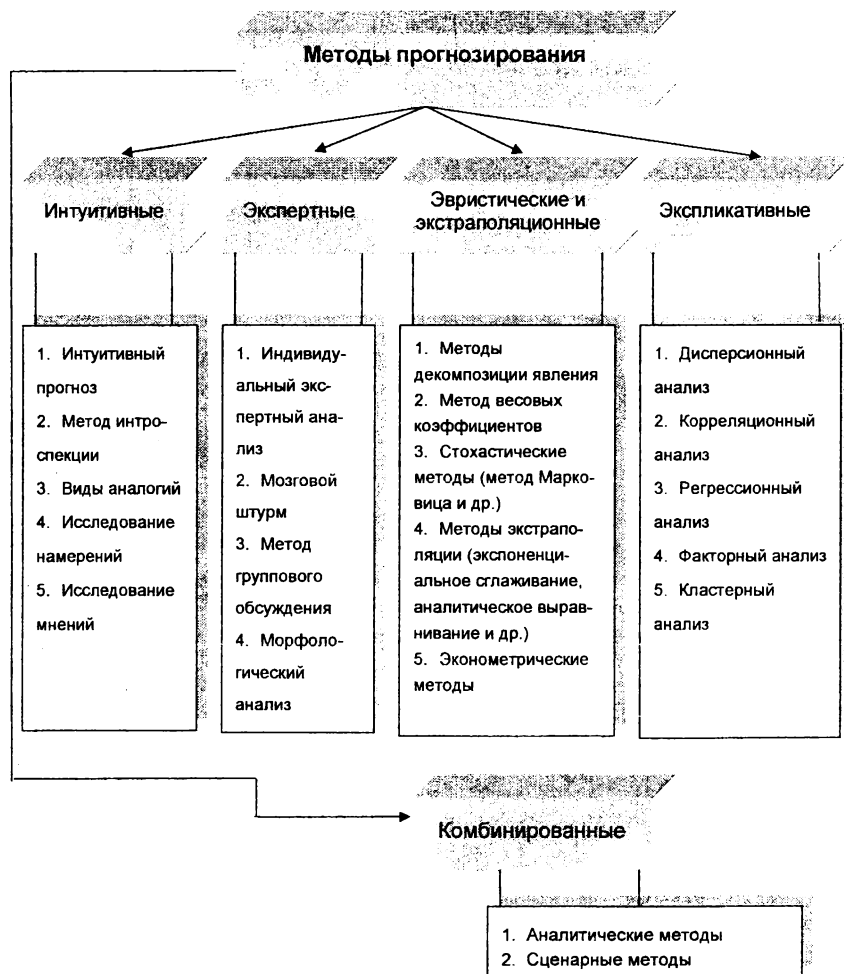 Методы прогнозирования
Интуитивные
Экспертные
Эвристические и
экстраполяционные
Экспликативные
1. Интуитивный
прогноз
2. Метод интро-
спекции
3. Виды аналогий
4. Исследование
намерений
5. Исследование
мнений
1. Индивиду-
альный экс-
пертный ана-
лиз
2. Мозговой
штурм
3. Метод
группового
обсуждения
4. Морфоло-
гический
анализ
1. Методы
декомпозиции явления
2. Метод весовых
коэффициентов
3. Стохастические
методы (метод Марко-
вица и др.)
4. Методы экстрапо-
ляции (экспоненци-
альное сглаживание,
аналитическое вырав-
нивание и др.)
5. Эконометрические
методы
1. Дисперсионный
анализ
2. Корреляционный
анализ
3. Регрессионный
анализ
4. Факторный анализ
5. Кластерный
анализ
Комбинированные
1. Аналитические методы
2. Сценарные методы